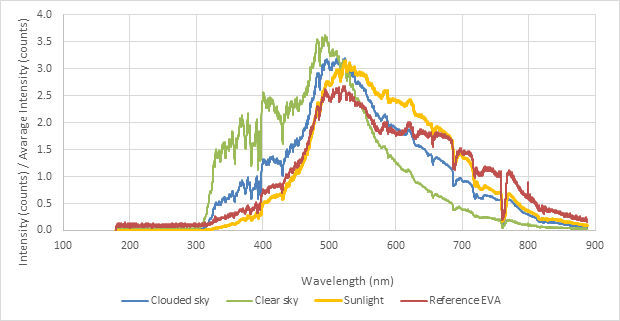 Intensity (counts) / Avarage Intensity (counts)
4.0
3.5
3.0
2.5
2.0
1.5
1.0
0.5
0.0
100 200 300 400 500 600 700 800 900
Wavelength (nm)
Clouded sky Clear sky Sunlight Reference EVA